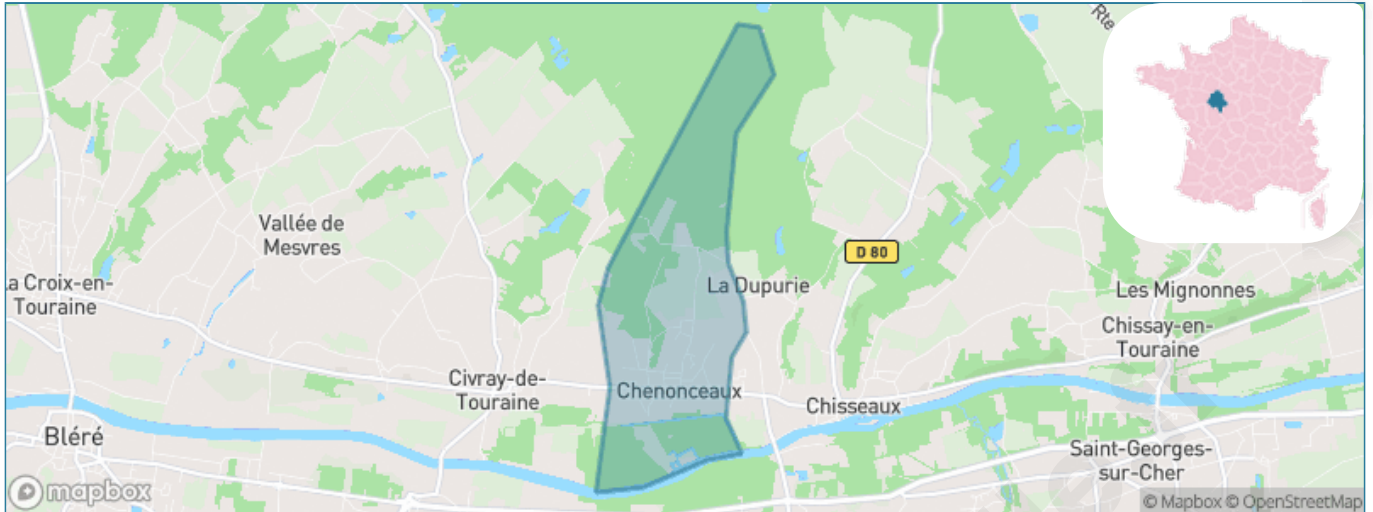 Rte
Vallée de
Mesvres
D 80
La Dupurie
a Croix-en-
Touraine
Les Mignonnes
Chissay-en-
Touraine
Civray-de-
Touraine
Chenonceaux
Chisseaux
Bléré
Saint-Georges-
sur-Cher
mapbox
© Mapbox © OpenStreetMap